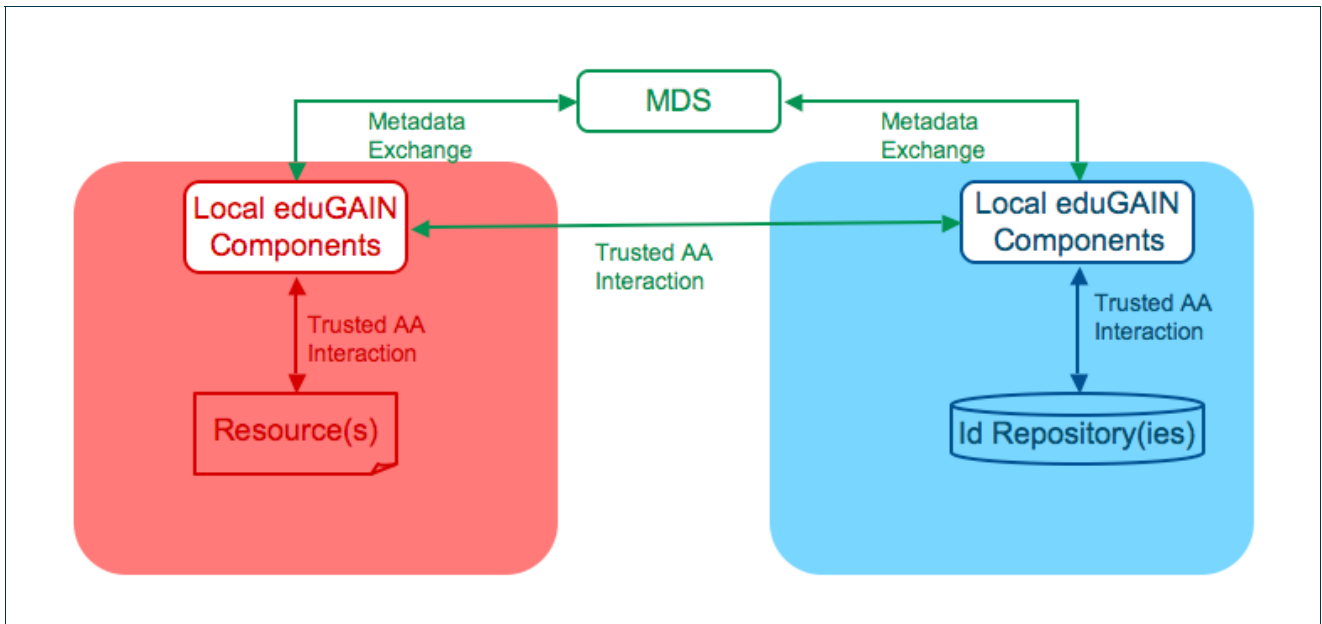 MDS
Metadata
Exchange
Metadata
Exchange
Local eduGAIN
Components
Local eduGAIN
Components
Trusted AA
Interaction
Trusted AA
Interaction
Trusted AA
Interaction
Resource(s)
Id Repository(ies)